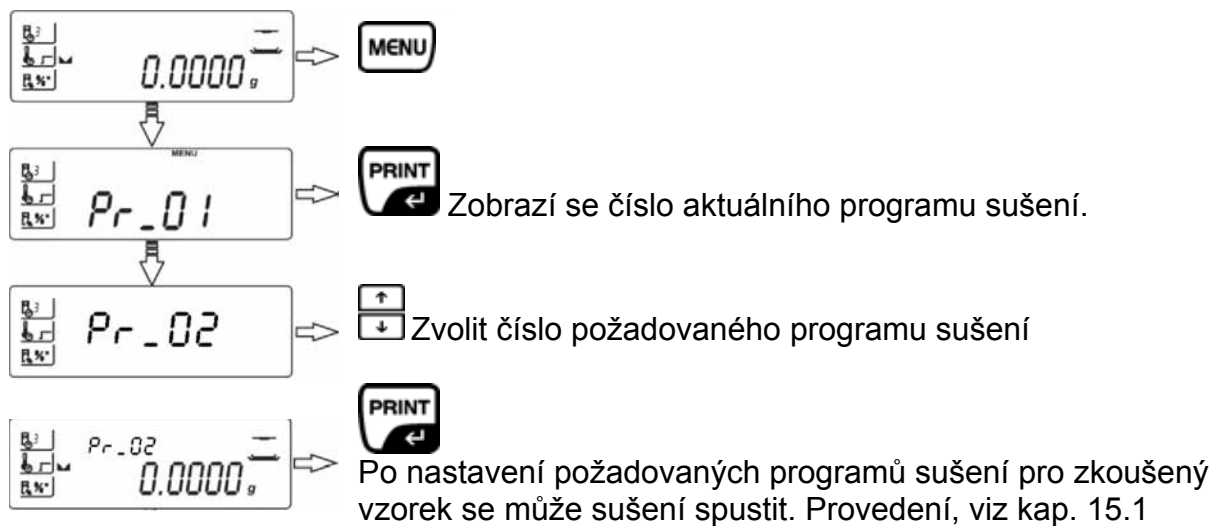 0.0000 g
MENU
MENU
Pr_01
PRINT
Zobrazí se číslo aktuálního programu sušení.
Pr_02
Zvolit číslo požadovaného programu sušení
Pr_02
0.0000 g
PRINT
Po nastavení požadovaných programů sušení pro zkoušený
vzorek se může sušení spustit. Provedení, viz kap. 15.1